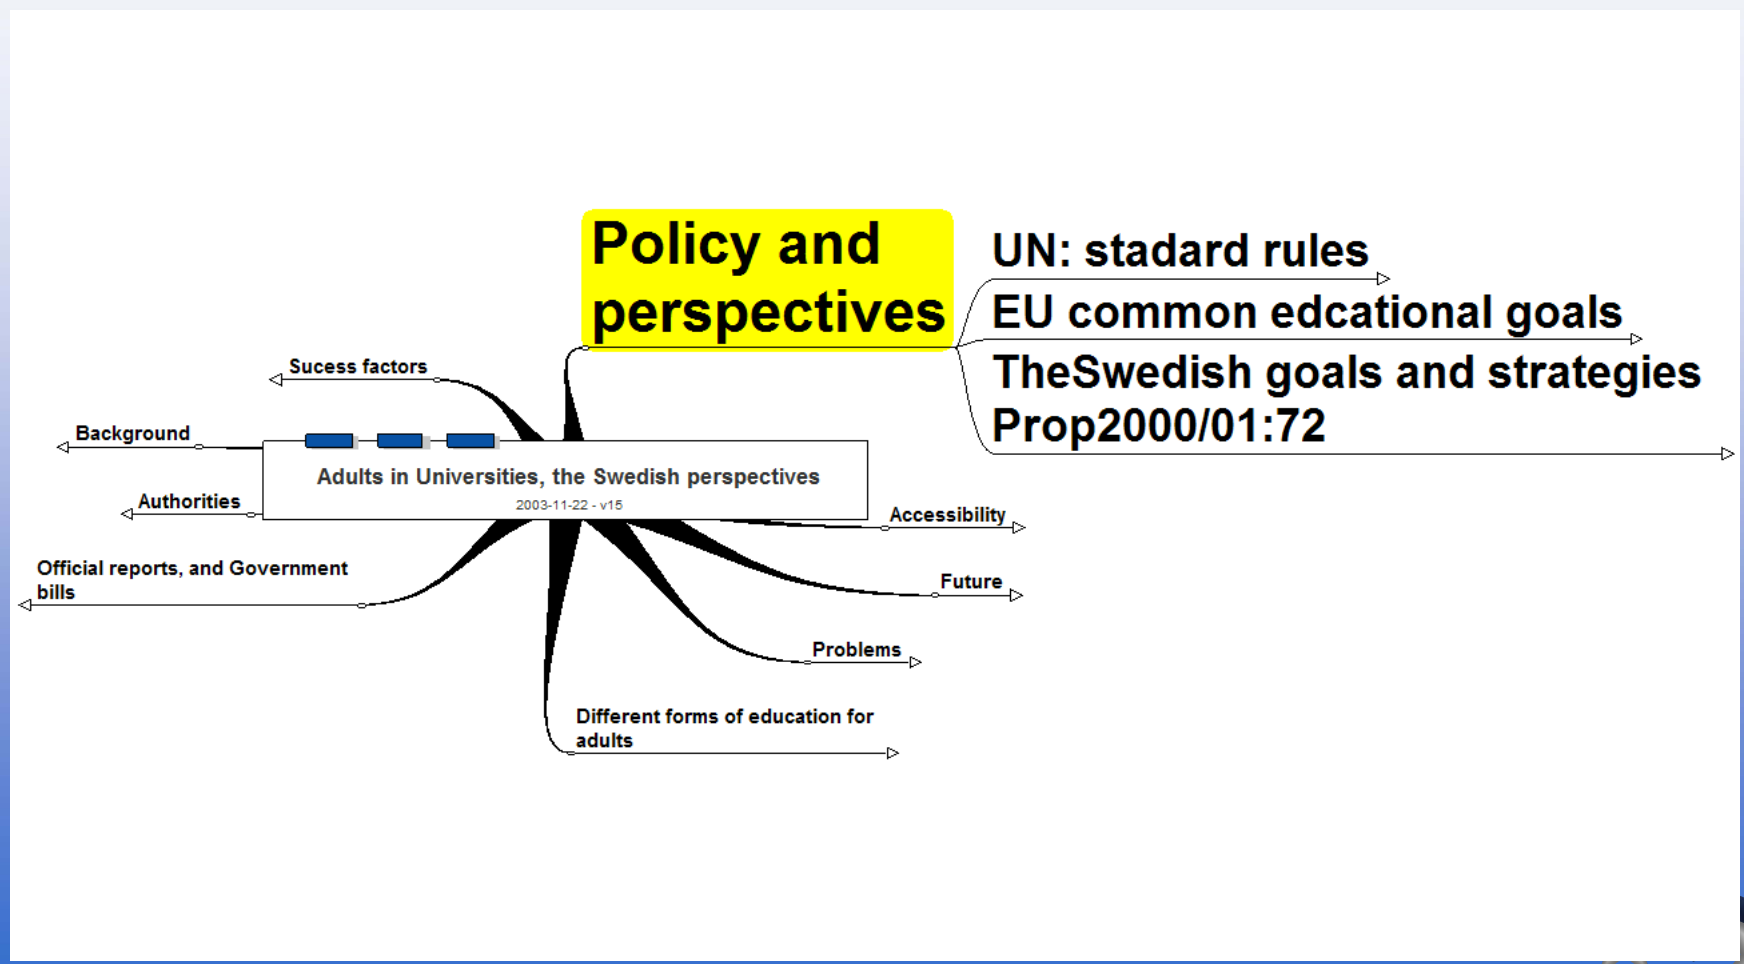 Policy and
perspectives
UN: stadard rules
EU common edcational goals
TheSwedish goals and strategies
Prop2000/01:72
Sucess factors
Background
Authorities
Official reports, and Government
bills
Adults in Universities, the Swedish perspectives
2003-11-22 - v15
Accessibility
Future
Problems
Different forms of education for
adults